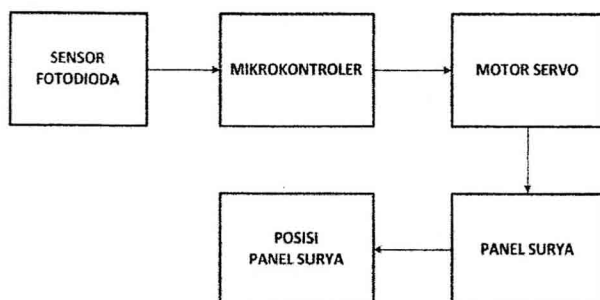 SENSOR
FOTODIODA
MIKROKONTROLER
MOTOR SERVO
POSISI
PANEL SURYA
PANEL SURYA